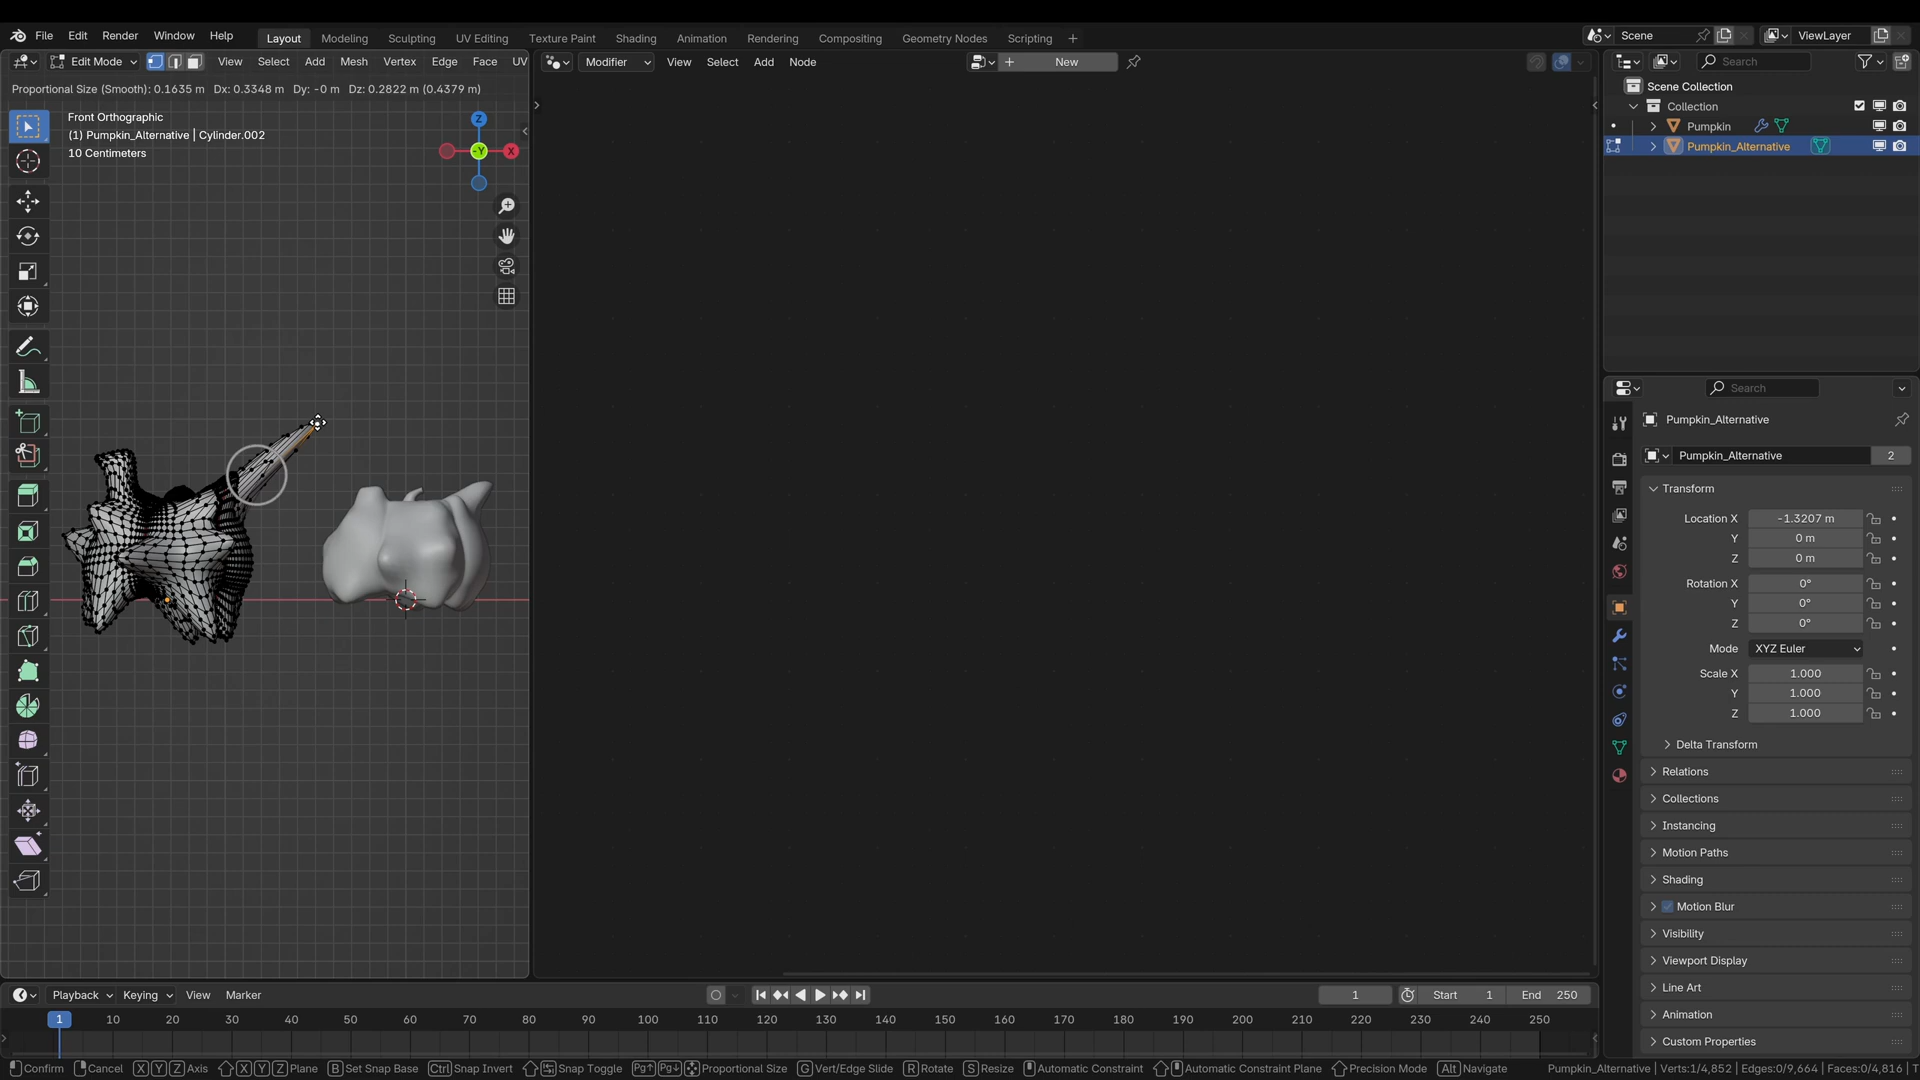 File Edit Render Window Help Layout Modeling Sculpting UV Editing Texture Paint Shading Animation Rendering Compositing Geometry Nodes Scripting + Scene ViewLayer
Edit Mode View Select Add Mesh Vertex Edge Face UV Modifier View Select Add Node + New Search
Proportional Size (Smooth): 0.1635 m Dx: 0.3348 m Dy: -0 m Dz: 0.2822 m (0.4379 m)
Front Orthographic
(1) Pumpkin_Alternative | Cylinder.002
10 Centimeters
Z
-Y X
Scene Collection
Collection
Pumpkin
Pumpkin_Alternative
Search
Pumpkin_Alternative
Pumpkin_Alternative 2
Transform
Location X -1.3207 m
Y 0 m
Z 0 m
Rotation X 0°
Y 0°
Z 0°
Mode XYZ Euler
Scale X 1.000
Y 1.000
Z 1.000
Delta Transform
Relations
Collections
Instancing
Motion Paths
Shading
Motion Blur
Visibility
Viewport Display
Line Art
Animation
Custom Properties
Playback Keying View Marker 1 Start 1 End 250
1 10 20 30 40 50 60 70 80 90 100 110 120 130 140 150 160 170 180 190 200 210 220 230 240 250
Confirm Cancel X Y Z Axis X Y Z Plane B Set Snap Base Ctrl Snap Invert Snap Toggle PgUp PgDn Proportional Size G Vert/Edge Slide R Rotate S Resize Automatic Constraint Automatic Constraint Plane Precision Mode Alt Navigate Pumpkin_Alternative | Verts:1/4,852 | Edges:0/9,664 | Faces:0/4,816 | T